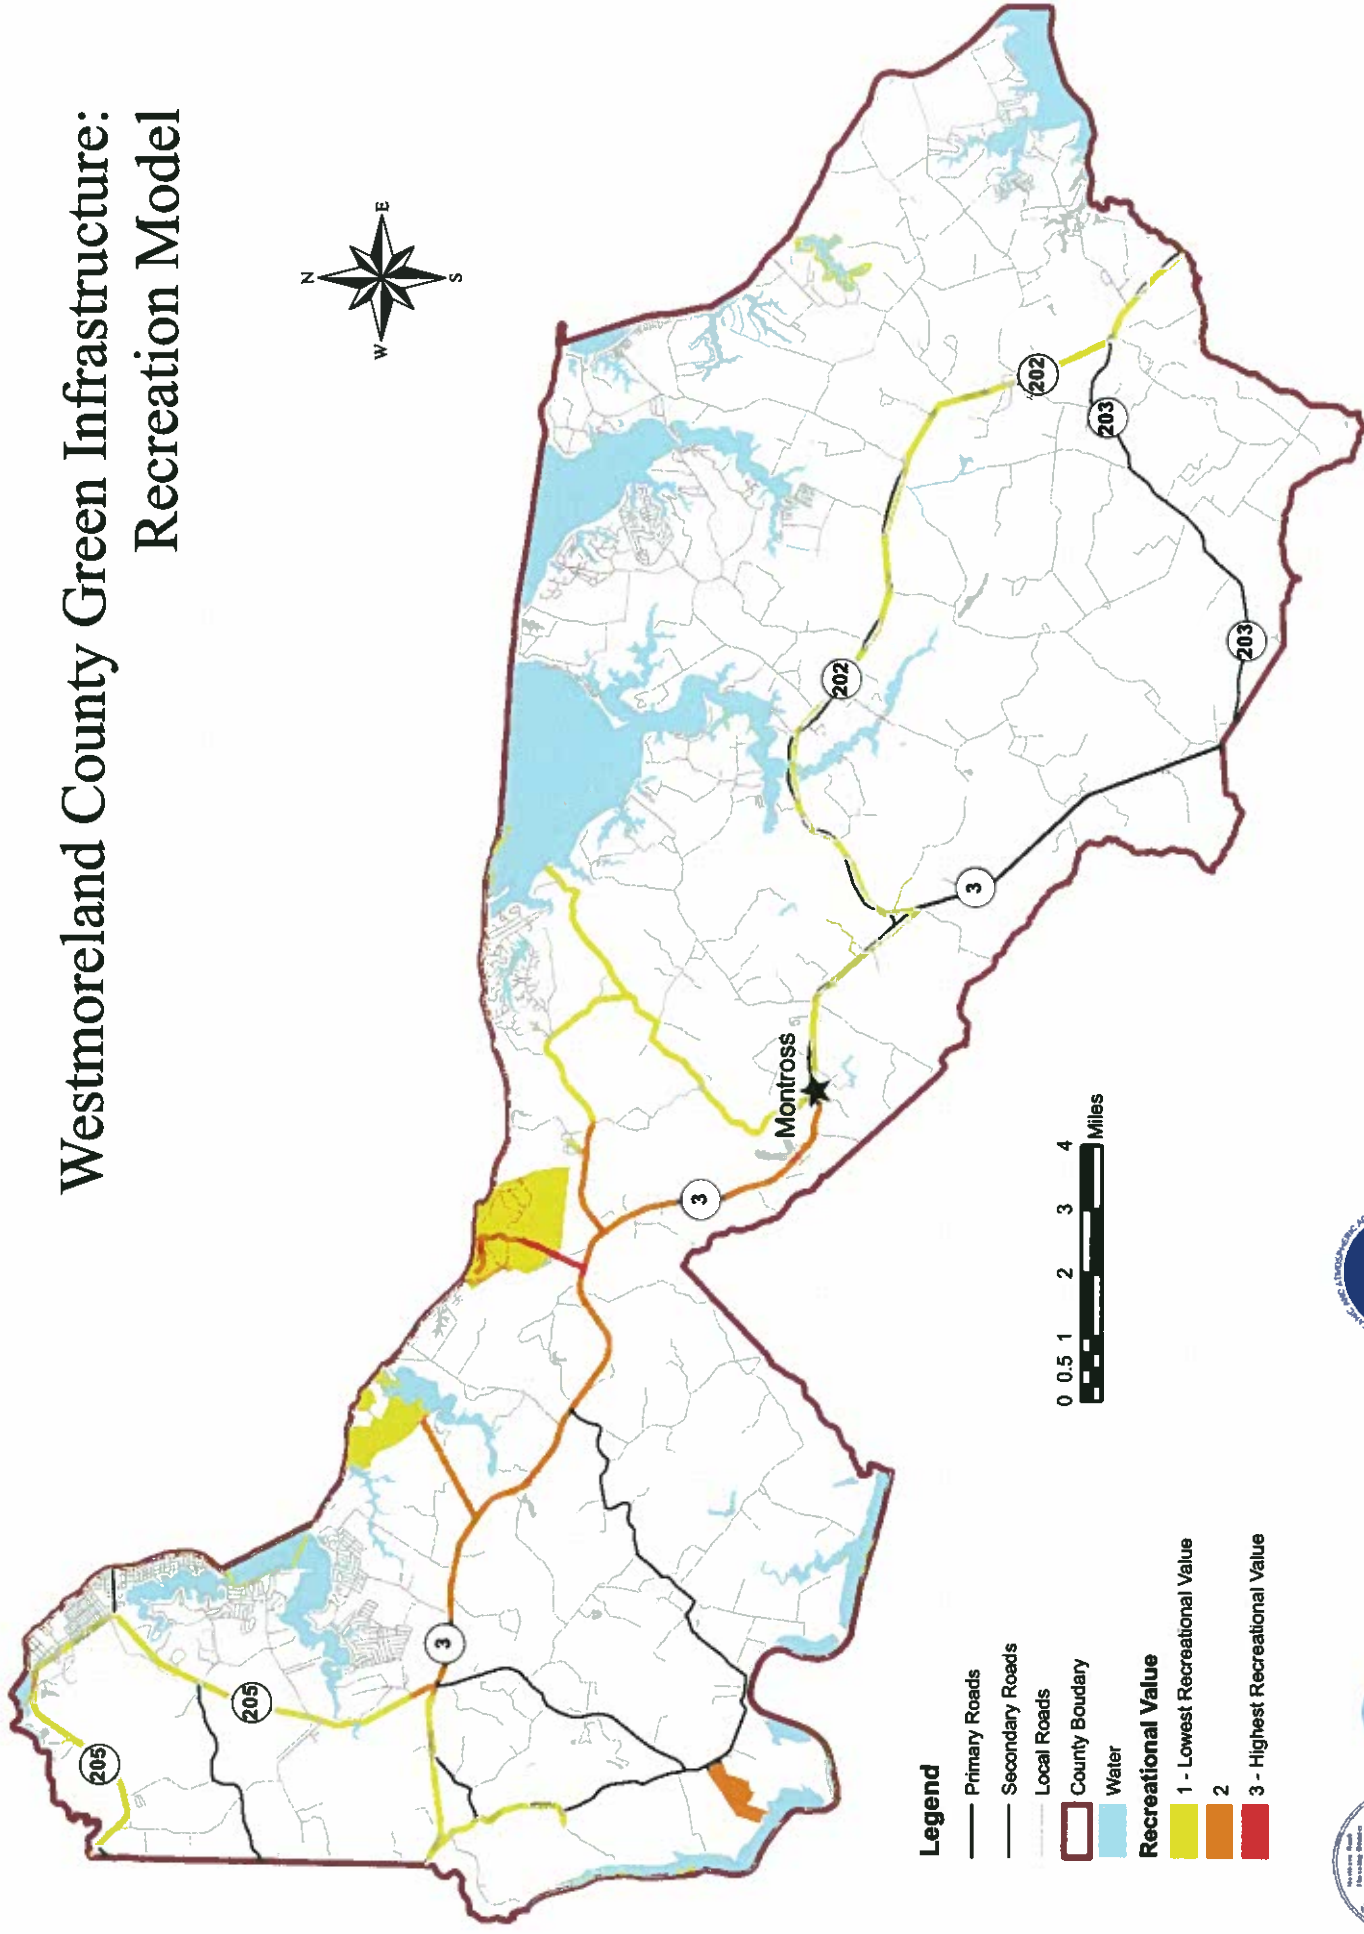 Westmoreland County Green Infrastructure:
Recreation Model
N
W
E
S
205
205
3
3
Montross
3
202
202
203
203
0 0.5 1 2 3 4
Miles
Legend
Primary Roads
Secondary Roads
Local Roads
County Boudary
Water
Recreational Value
1 - Lowest Recreational Value
2
3 - Highest Recreational Value